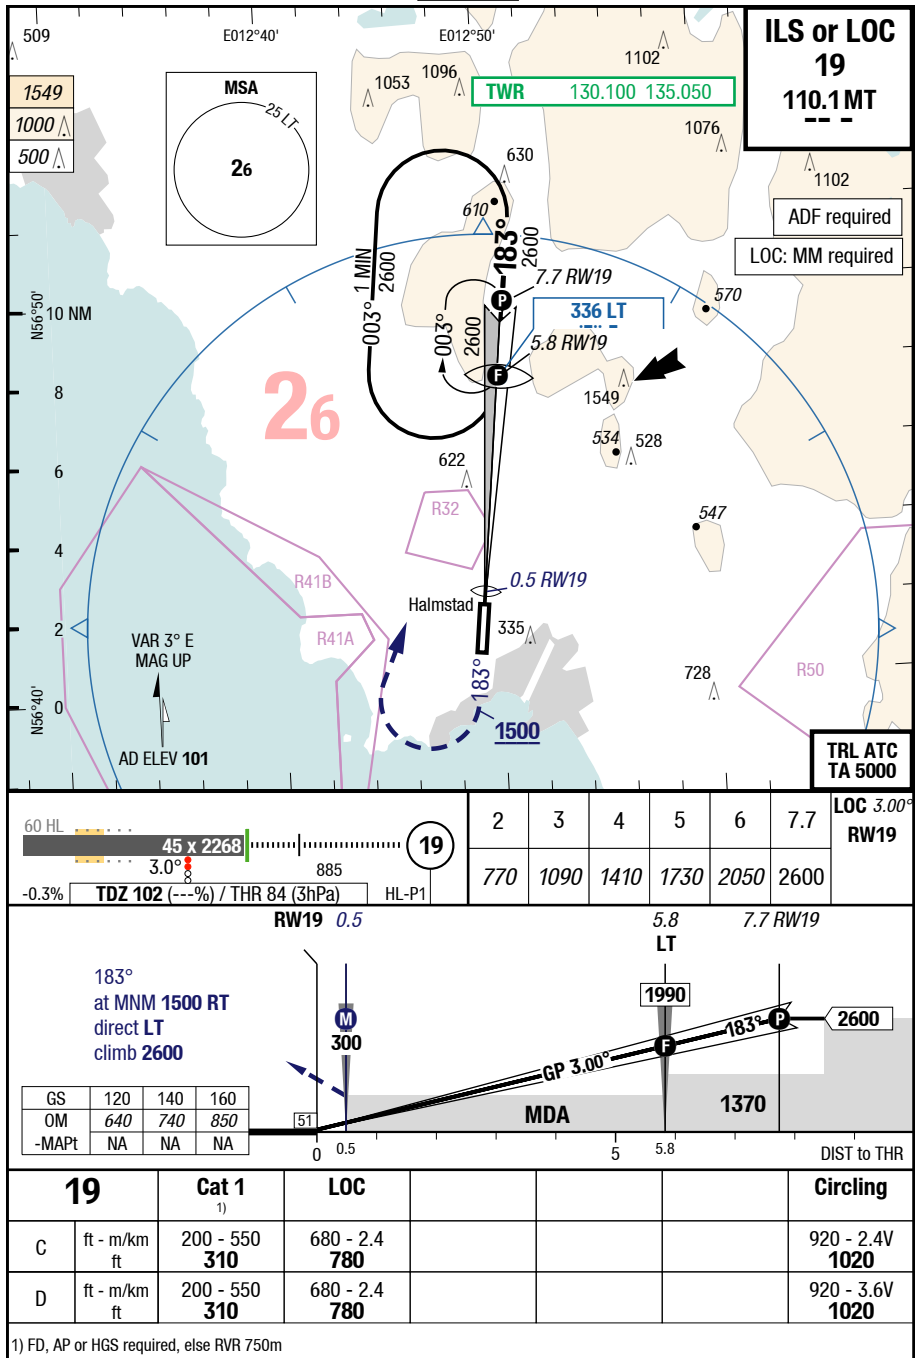 509
E012°40'
E012°50'
ILS or LOC
19
110.1 MT
1549
1000
500
MSA
25 LT
26
1053
1096
1102
TWR 130.100 135.050
1076
1102
630
610
ADF required
LOC: MM required
183°
2600
1 MIN
2600
003°
003°
2600
P
7.7 RW19
336 LT
5.8 RW19
F
570
N56°50'
10 NM
8
6
4
2
0
N56°40'
26
1549
534
528
622
R32
547
0.5 RW19
R41B
Halmstad
R41A
335
VAR 3° E
MAG UP
183°
728
R50
1500
AD ELEV 101
TRL ATC
TA 5000
60 HL
45 x 2268
19
3.0°
885
-0.3%
TDZ 102 (---%) / THR 84 (3hPa)
HL-P1
2 3 4 5 6 7.7
770 1090 1410 1730 2050 2600
LOC 3.00°
RW19
RW19 0.5 5.8 7.7 RW19
LT
183°
at MNM 1500 RT
direct LT
climb 2600
M
300
1990
F
183°
P
2600
GP 3.00°
MDA
1370
51
GS 120 140 160
OM 640 740 850
-MAPt NA NA NA
0 0.5 5 5.8 DIST to THR
19 Cat 1 LOC Circling
1)
C ft - m/km 200 - 550 680 - 2.4 920 - 2.4V
ft 310 780 1020
D ft - m/km 200 - 550 680 - 2.4 920 - 3.6V
ft 310 780 1020
1) FD, AP or HGS required, else RVR 750m